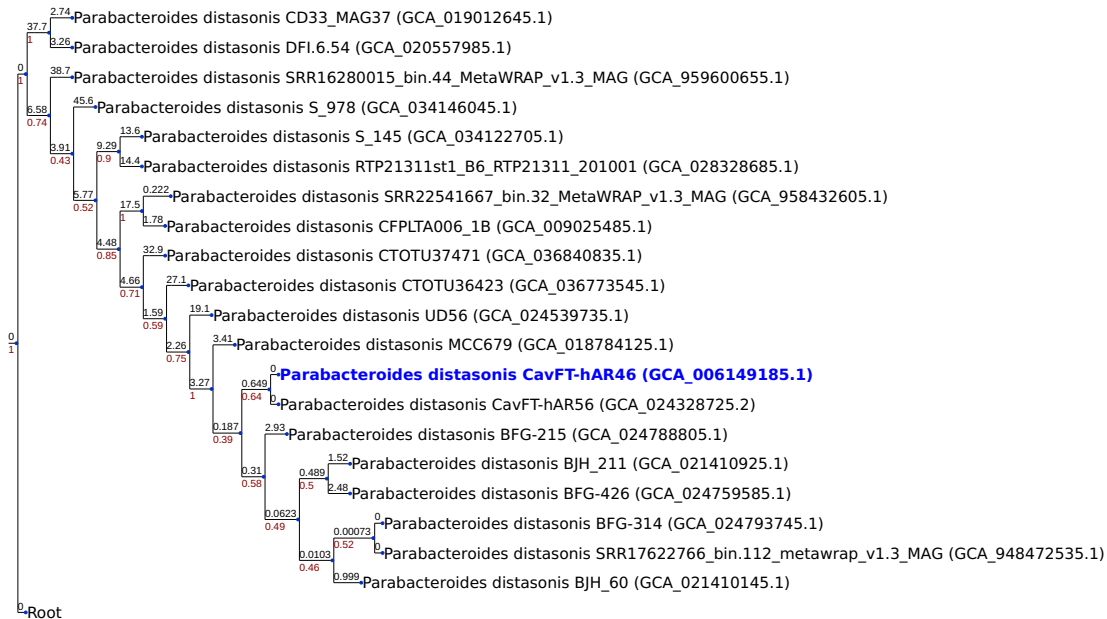 2.74 Parabacteroides distasonis CD33_MAG37 (GCA_019012645.1)
37.7
1
3.26 Parabacteroides distasonis DFI.6.54 (GCA_020557985.1)
0
1
38.7 Parabacteroides distasonis SRR16280015_bin.44_MetaWRAP_v1.3_MAG (GCA_959600655.1)
6.58
0.74
45.6 Parabacteroides distasonis S_978 (GCA_034146045.1)
3.91
0.43
13.6 Parabacteroides distasonis S_145 (GCA_034122705.1)
9.29
0.9
14.4 Parabacteroides distasonis RTP21311st1_B6_RTP21311_201001 (GCA_028328685.1)
5.77
0.52
0.222 Parabacteroides distasonis SRR22541667_bin.32_MetaWRAP_v1.3_MAG (GCA_958432605.1)
17.5
1
1.78 Parabacteroides distasonis CFPLTA006_1B (GCA_009025485.1)
4.48
0.85
32.9 Parabacteroides distasonis CTOTU37471 (GCA_036840835.1)
4.66
0.71
27.1 Parabacteroides distasonis CTOTU36423 (GCA_036773545.1)
1.59
0.59
19.1 Parabacteroides distasonis UD56 (GCA_024539735.1)
2.26
0.75
3.41 Parabacteroides distasonis MCC679 (GCA_018784125.1)
0
1
3.27
1
0 Parabacteroides distasonis CavFT-hAR46 (GCA_006149185.1)
0.649
0.64
0 Parabacteroides distasonis CavFT-hAR56 (GCA_024328725.2)
0.187
0.39
2.93 Parabacteroides distasonis BFG-215 (GCA_024788805.1)
0.31
0.58
1.52 Parabacteroides distasonis BJH_211 (GCA_021410925.1)
0.489
0.5
2.48 Parabacteroides distasonis BFG-426 (GCA_024759585.1)
0.0623
0.49
0 Parabacteroides distasonis BFG-314 (GCA_024793745.1)
0.00073
0.52
0 Parabacteroides distasonis SRR17622766_bin.112_metawrap_v1.3_MAG (GCA_948472535.1)
0.0103
0.46
0.999 Parabacteroides distasonis BJH_60 (GCA_021410145.1)
0 Root